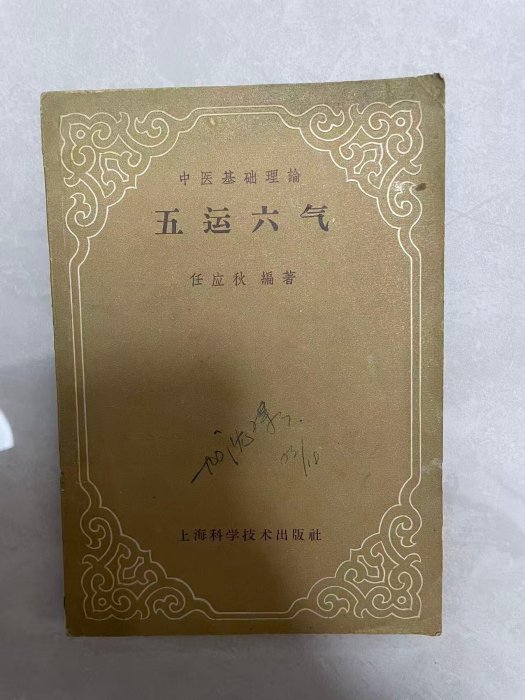 中医基础理論
五运六气
任应秋 編著
上海科学技术出版社